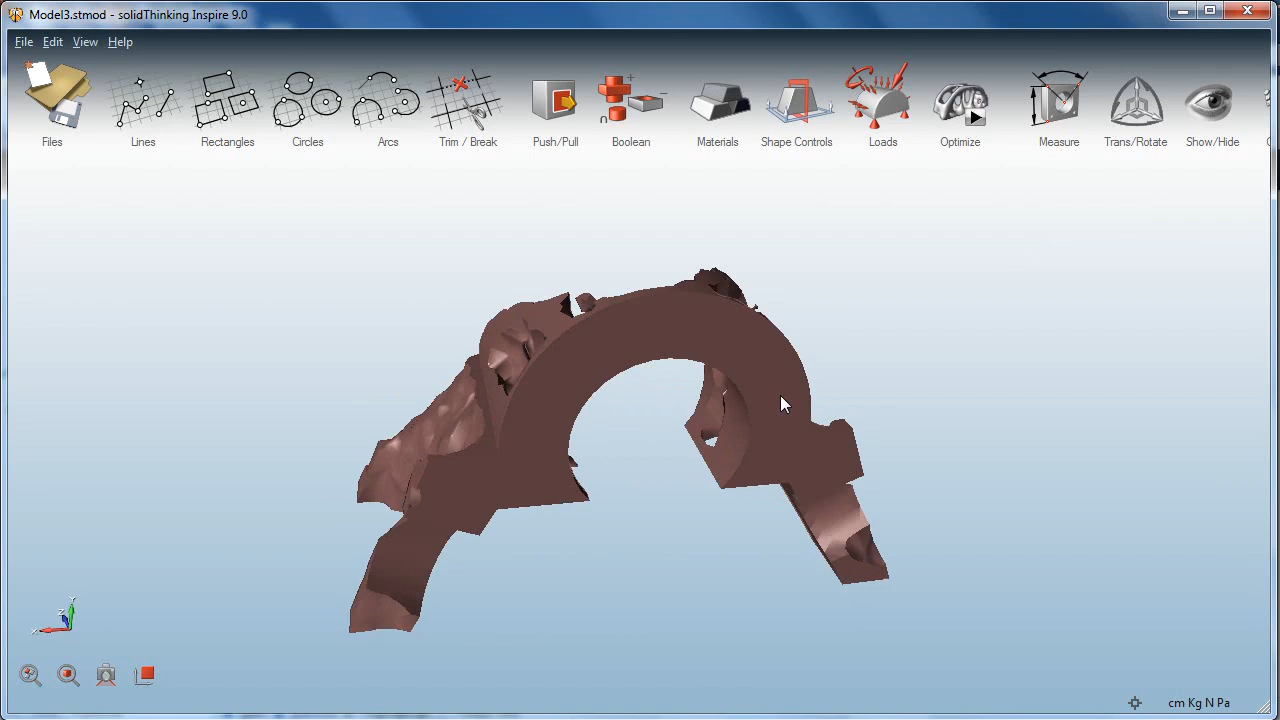 Model3.stmod - solidThinking Inspire 9.0
File Edit View Help
Files Lines Rectangles Circles Arcs Trim / Break Push/Pull Boolean Materials Shape Controls Loads Optimize Measure Trans/Rotate Show/Hide
Y
Z
X
cm Kg N Pa